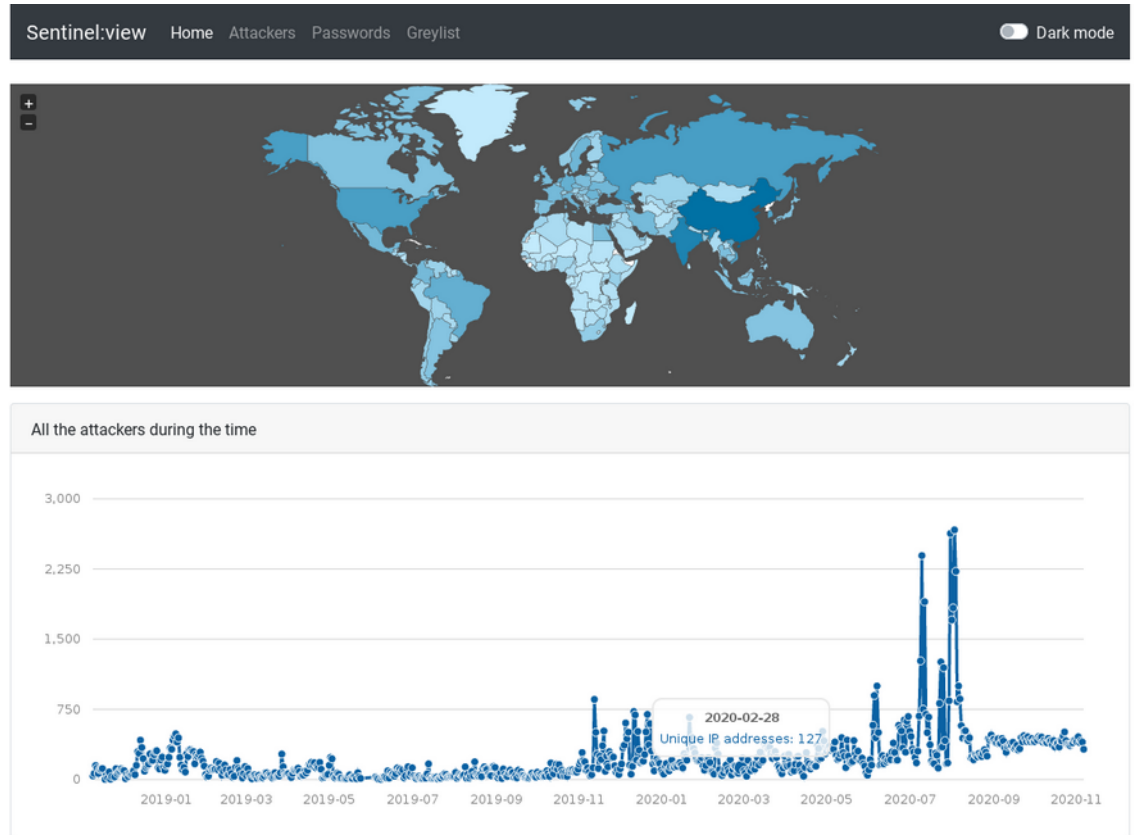 Sentinel:view Home Attackers Passwords Greylist Dark mode
+
−
All the attackers during the time
3,000
2,250
1,500
750
2020-02-28
Unique IP addresses: 127
0
2019-01 2019-03 2019-05 2019-07 2019-09 2019-11 2020-01 2020-03 2020-05 2020-07 2020-09 2020-11